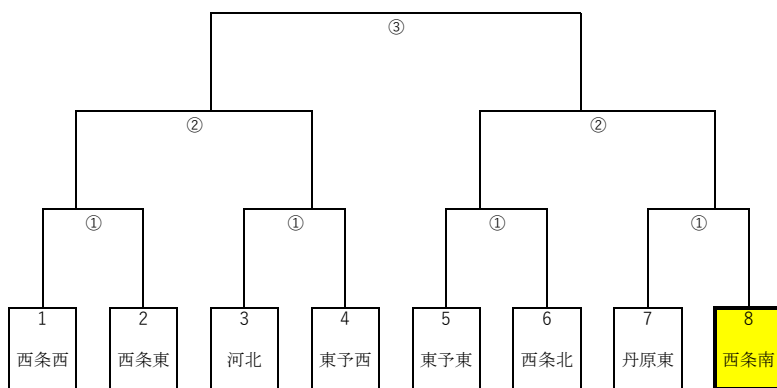 ③
② ②
① ① ① ①
1 2 3 4 5 6 7 8
西条西 西条東 河北 東予西 東予東 西条北 丹原東 西条南